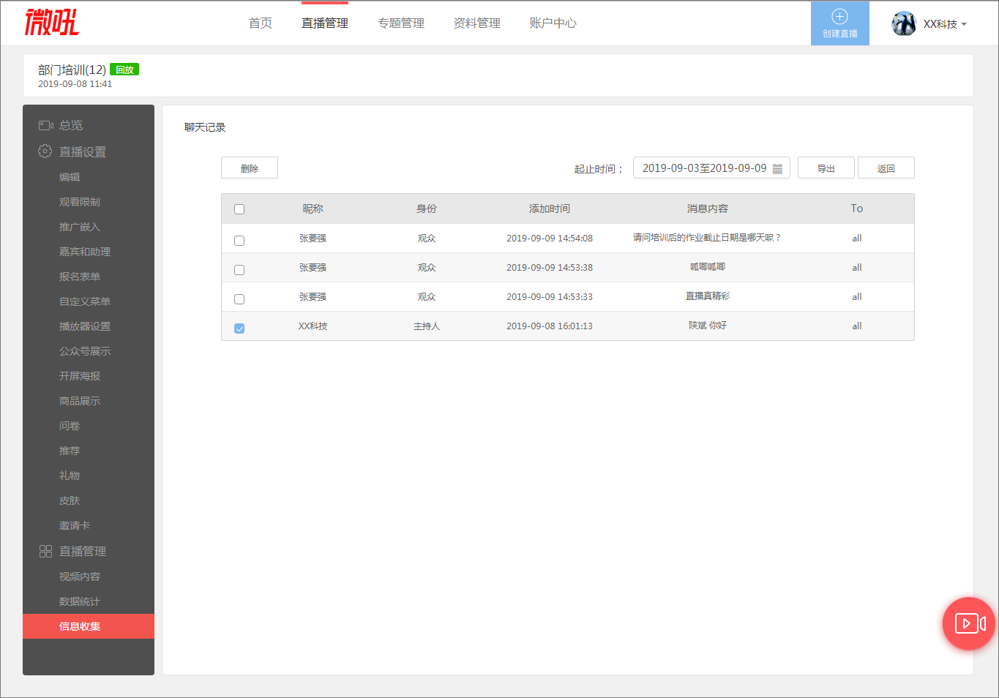 微吼
首页 直播管理 专题管理 资料管理 账户中心
创建直播
XX科技
部门培训(12) 回放
2019-09-08 11:41
总览
直播设置
编辑
观看限制
推广嵌入
嘉宾和助理
报名表单
自定义菜单
播放器设置
公众号展示
开屏海报
商品展示
问卷
推荐
礼物
皮肤
邀请卡
直播管理
视频内容
数据统计
信息收集
聊天记录
删除 起止时间： 2019-09-03至2019-09-09 导出 返回
昵称 身份 添加时间 消息内容 To
张要强 观众 2019-09-09 14:54:08 请问培训后的作业截止日期是哪天呢？ all
张要强 观众 2019-09-09 14:53:38 呱唧呱唧 all
张要强 观众 2019-09-09 14:53:33 直播真精彩 all
XX科技 主持人 2019-09-08 16:01:13 陕斌 你好 all